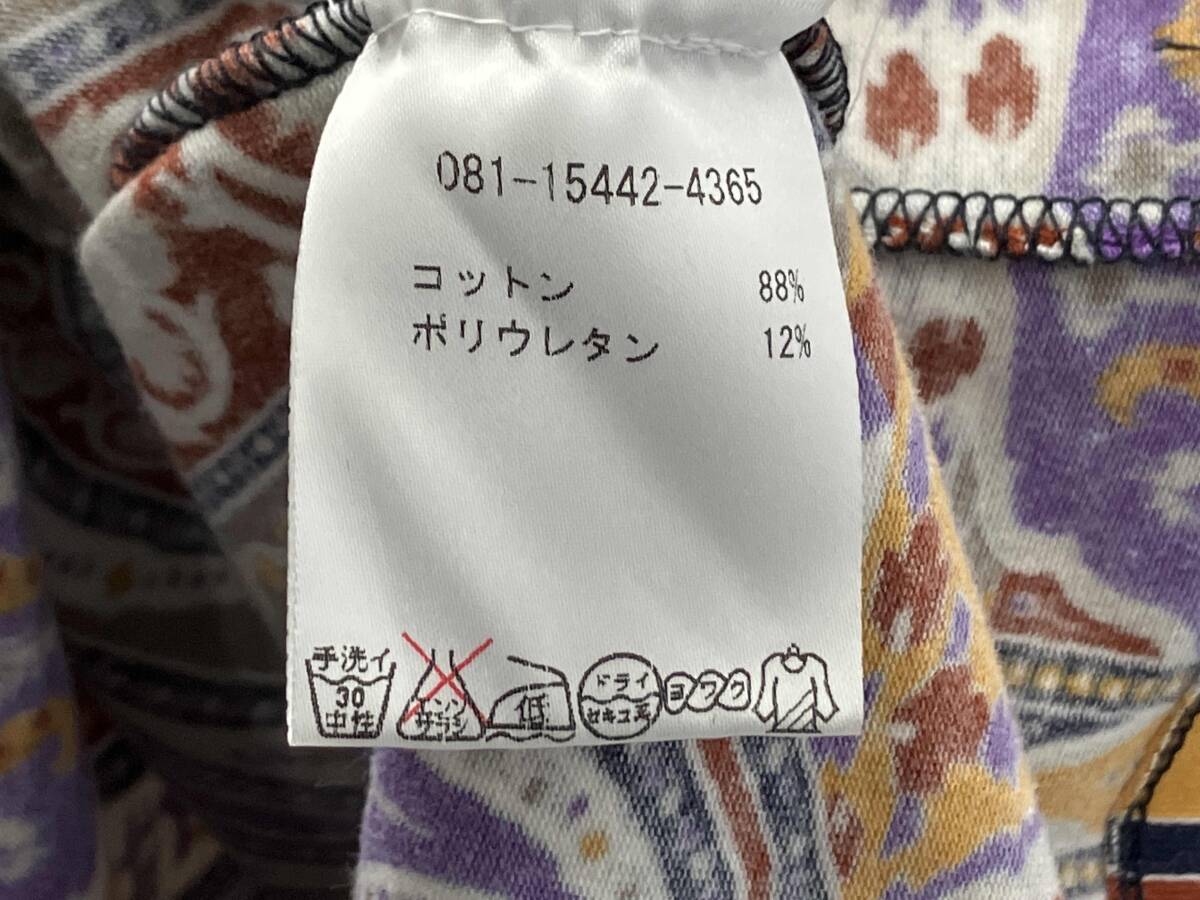 081-15442-4365
コットン 88%
ポリウレタン 12%
手洗イ
30
中性
エンソ
サラシ
低
ドライ
セキユ系
ヨワク